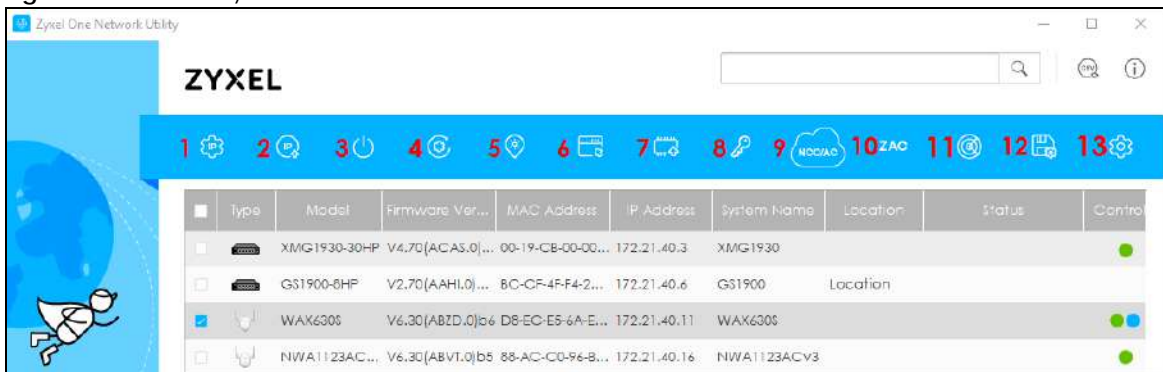 Zyxel One Network Utility
ZYXEL
1 IP 2 IP 3 4 5 6 7 8 9 NCC/AC 10 ZAC 11 12 13
Type Model Firmware Ver... MAC Address IP Address System Name Location Status Control
XMG1930-30HP V4.70(ACAS.0)... 00-19-CB-00-00... 172.21.40.3 XMG1930
GS1900-8HP V2.70(AAHI.0)... BC-CF-4F-F4-2... 172.21.40.6 GS1900 Location
WAX630S V6.30(ABZD.0)b6 D8-EC-E5-6A-E... 172.21.40.11 WAX630S
NWA1123AC... V6.30(ABVT.0)b5 88-AC-C0-96-B... 172.21.40.16 NWA1123ACv3